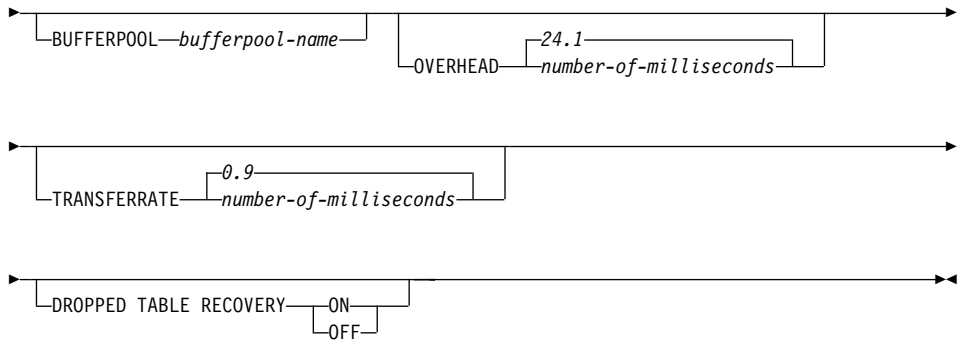 BUFFERPOOL bufferpool-name
24.1
OVERHEAD number-of-milliseconds
0.9
TRANSFERRATE number-of-milliseconds
DROPPED TABLE RECOVERY ON
OFF